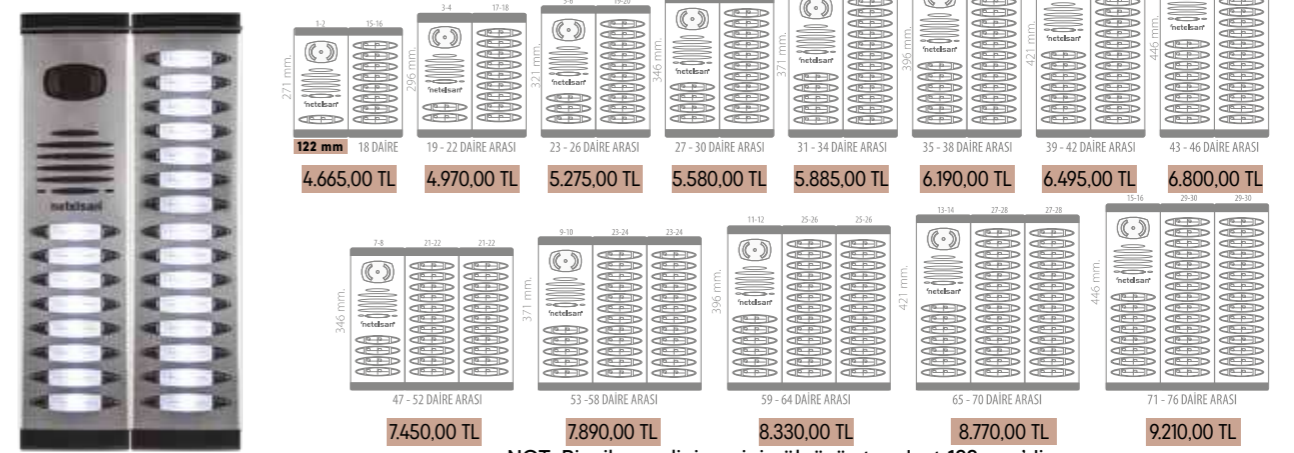 1-2 15-16
3-4 17-18
19-20
271 mm.
296 mm.
321 mm.
346 mm.
371 mm.
396 mm.
421 mm.
446 mm.
netelsan
netelsan
netelsan
netelsan
netelsan
netelsan
netelsan
netelsan
netelsan
122 mm 18 DAİRE
19 - 22 DAİRE ARASI
23 - 26 DAİRE ARASI
27 - 30 DAİRE ARASI
31 - 34 DAİRE ARASI
35 - 38 DAİRE ARASI
39 - 42 DAİRE ARASI
43 - 46 DAİRE ARASI
4.665,00 TL
4.970,00 TL
5.275,00 TL
5.580,00 TL
5.885,00 TL
6.190,00 TL
6.495,00 TL
6.800,00 TL
7-8 21-22 21-22
9-10 23-24 23-24
11-12 25-26 25-26
13-14 27-28 27-28
15-16 29-30 29-30
346 mm.
371 mm.
396 mm.
421 mm.
446 mm.
netelsan
netelsan
netelsan
netelsan
netelsan
47 - 52 DAİRE ARASI
53 -58 DAİRE ARASI
59 - 64 DAİRE ARASI
65 - 70 DAİRE ARASI
71 - 76 DAİRE ARASI
7.450,00 TL
7.890,00 TL
8.330,00 TL
8.770,00 TL
9.210,00 TL